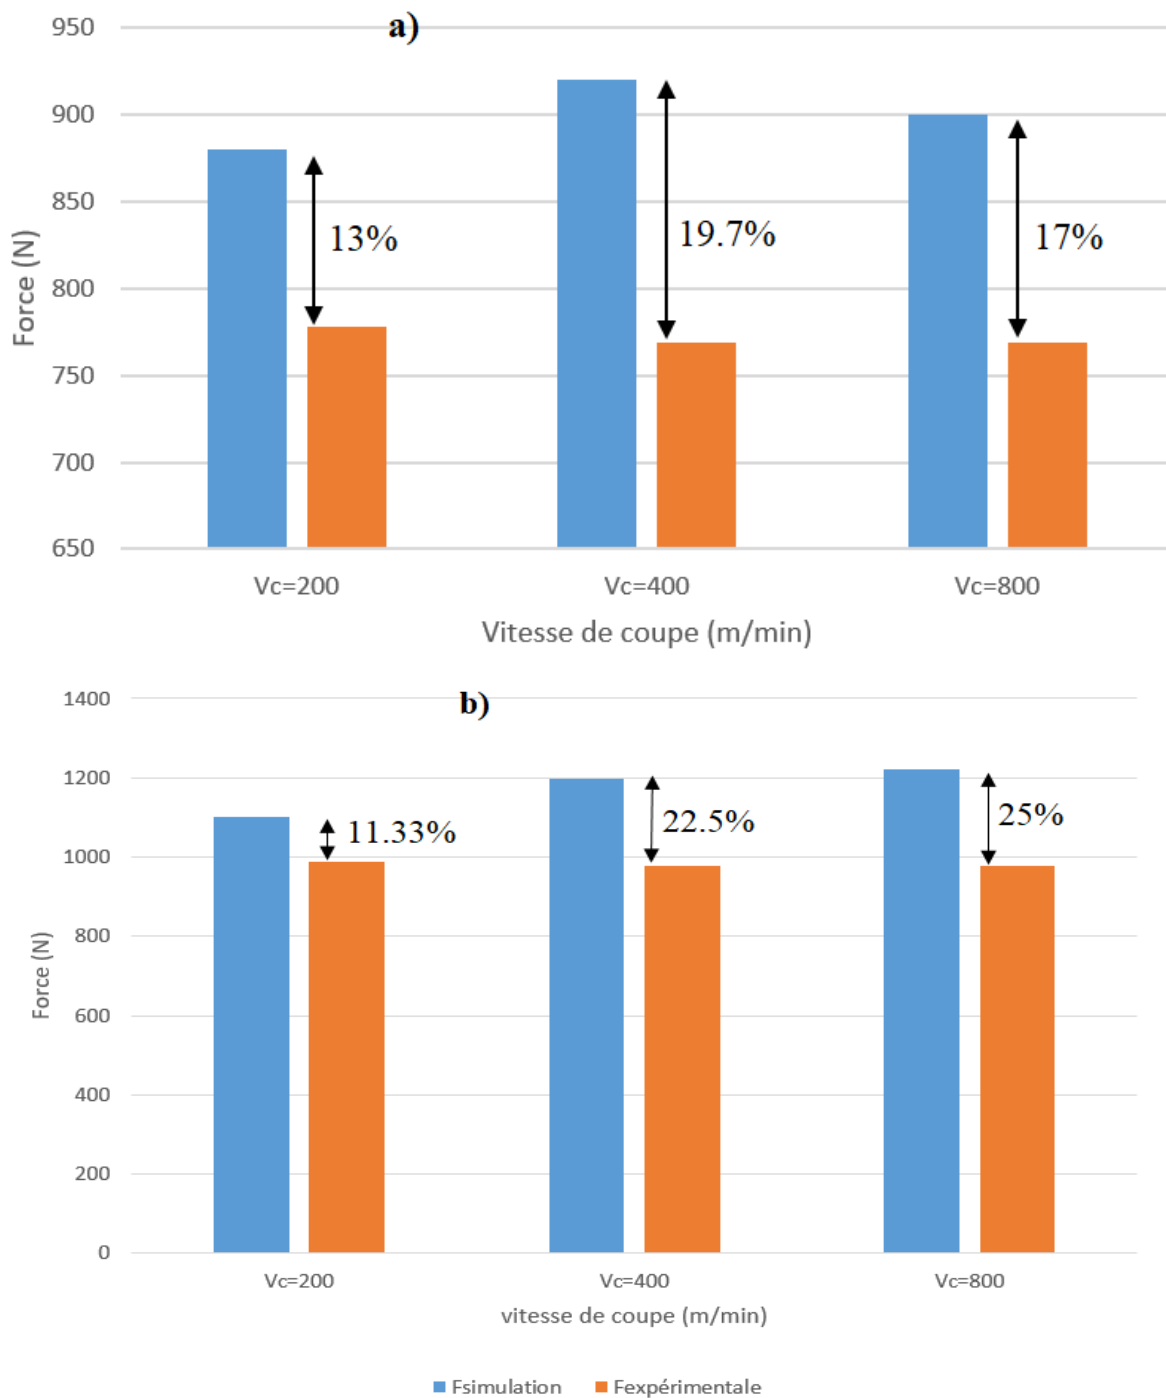 a)
950
900
850
800
750
700
650
Force (N)
13%
19.7%
17%
Vc=200
Vc=400
Vc=800
Vitesse de coupe (m/min)
b)
1400
1200
1000
800
600
400
200
0
Force (N)
11.33%
22.5%
25%
Vc=200
Vc=400
Vc=800
vitesse de coupe (m/min)
Fsimulation
Fexpérimentale